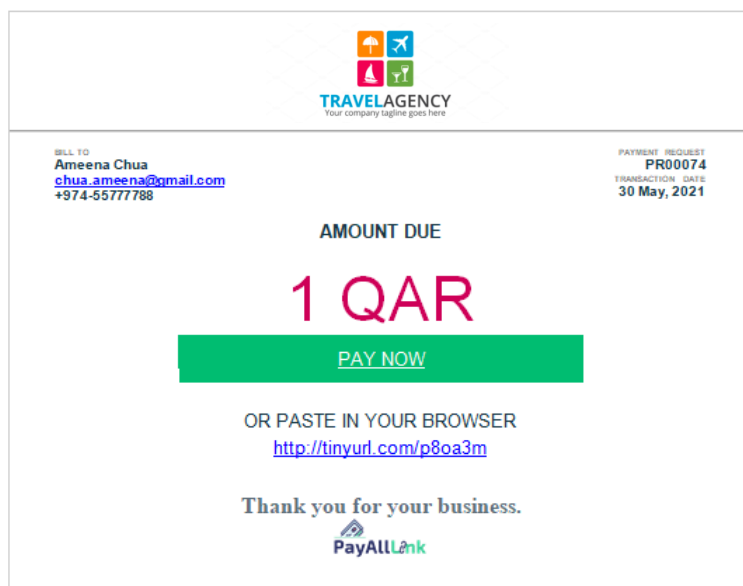 TRAVELAGENCY
Your company tagline goes here
BILL TO
Ameena Chua
chua.ameena@gmail.com
+974-55777788
PAYMENT REQUEST
PR00074
TRANSACTION DATE
30 May, 2021
AMOUNT DUE
1 QAR
PAY NOW
OR PASTE IN YOUR BROWSER
http://tinyurl.com/p8oa3m
Thank you for your business.
PayAllLink